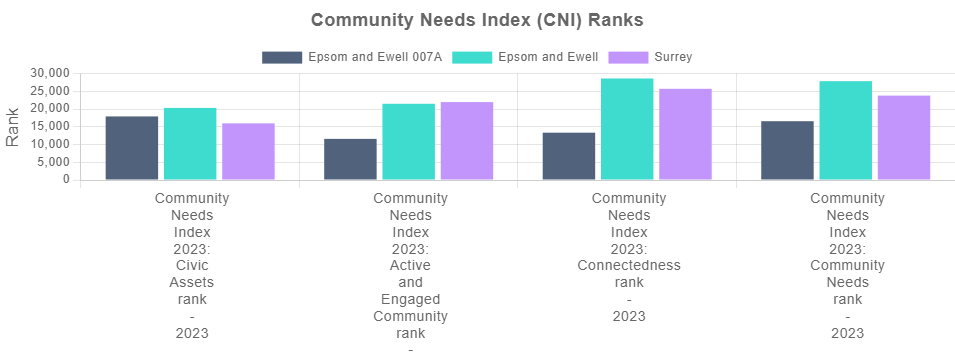 Community Needs Index (CNI) Ranks
Epsom and Ewell 007A Epsom and Ewell Surrey
Rank
30,000
25,000
20,000
15,000
10,000
5,000
0
Community
Needs
Index
2023:
Civic
Assets
rank
-
2023
Community
Needs
Index
2023:
Active
and
Engaged
Community
rank
-
Community
Needs
Index
2023:
Connectedness
rank
-
2023
Community
Needs
Index
2023:
Community
Needs
rank
-
2023